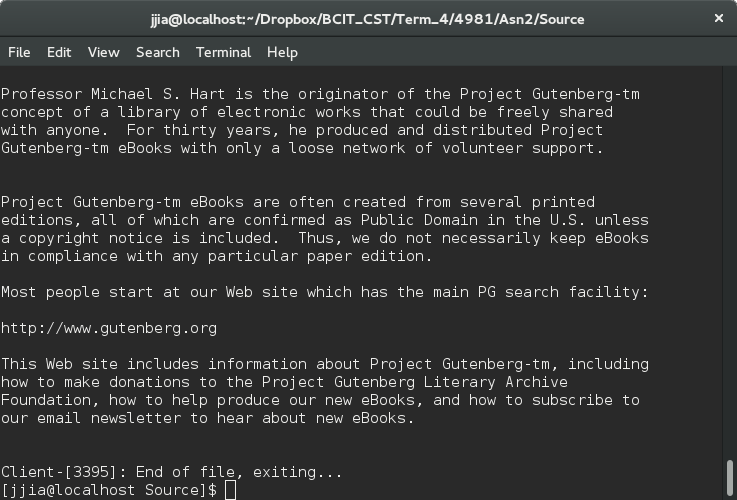 jjia@localhost:~/Dropbox/BCIT_CST/Term_4/4981/Asn2/Source
File Edit View Search Terminal Help
Professor Michael S. Hart is the originator of the Project Gutenberg-tm
concept of a library of electronic works that could be freely shared
with anyone.  For thirty years, he produced and distributed Project
Gutenberg-tm eBooks with only a loose network of volunteer support.
Project Gutenberg-tm eBooks are often created from several printed
editions, all of which are confirmed as Public Domain in the U.S. unless
a copyright notice is included.  Thus, we do not necessarily keep eBooks
in compliance with any particular paper edition.
Most people start at our Web site which has the main PG search facility:
http://www.gutenberg.org
This Web site includes information about Project Gutenberg-tm, including
how to make donations to the Project Gutenberg Literary Archive
Foundation, how to help produce our new eBooks, and how to subscribe to
our email newsletter to hear about new eBooks.
Client-[3395]: End of file, exiting...
[jjia@localhost Source]$